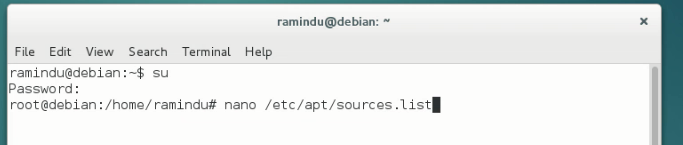 ramindu@debian: ~
File Edit View Search Terminal Help
ramindu@debian:~$ su
Password:
root@debian:/home/ramindu# nano /etc/apt/sources.list